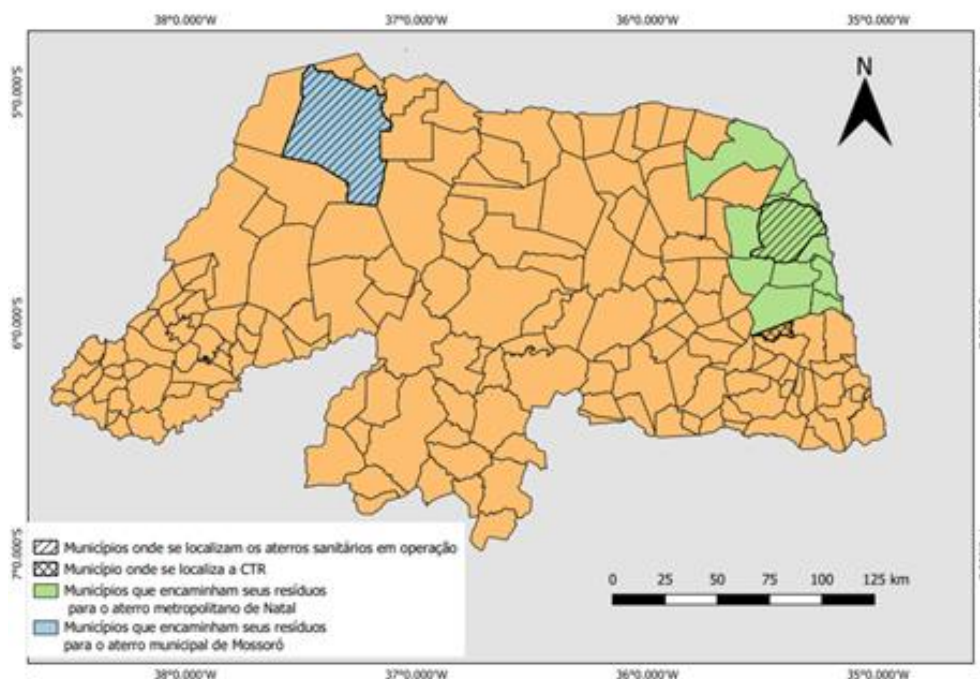 38°0.000'W 37°0.000'W 36°0.000'W 35°0.000'W
5°0.000'S
6°0.000'S
7°0.000'S
N
Municípios onde se localizam os aterros sanitários em operação
Município onde se localiza a CTR
Municípios que encaminham seus resíduos
para o aterro metropolitano de Natal
Municípios que encaminham seus resíduos
para o aterro municipal de Mossoró
0 25 50 75 100 125 km
38°0.000'W 37°0.000'W 36°0.000'W 35°0.000'W